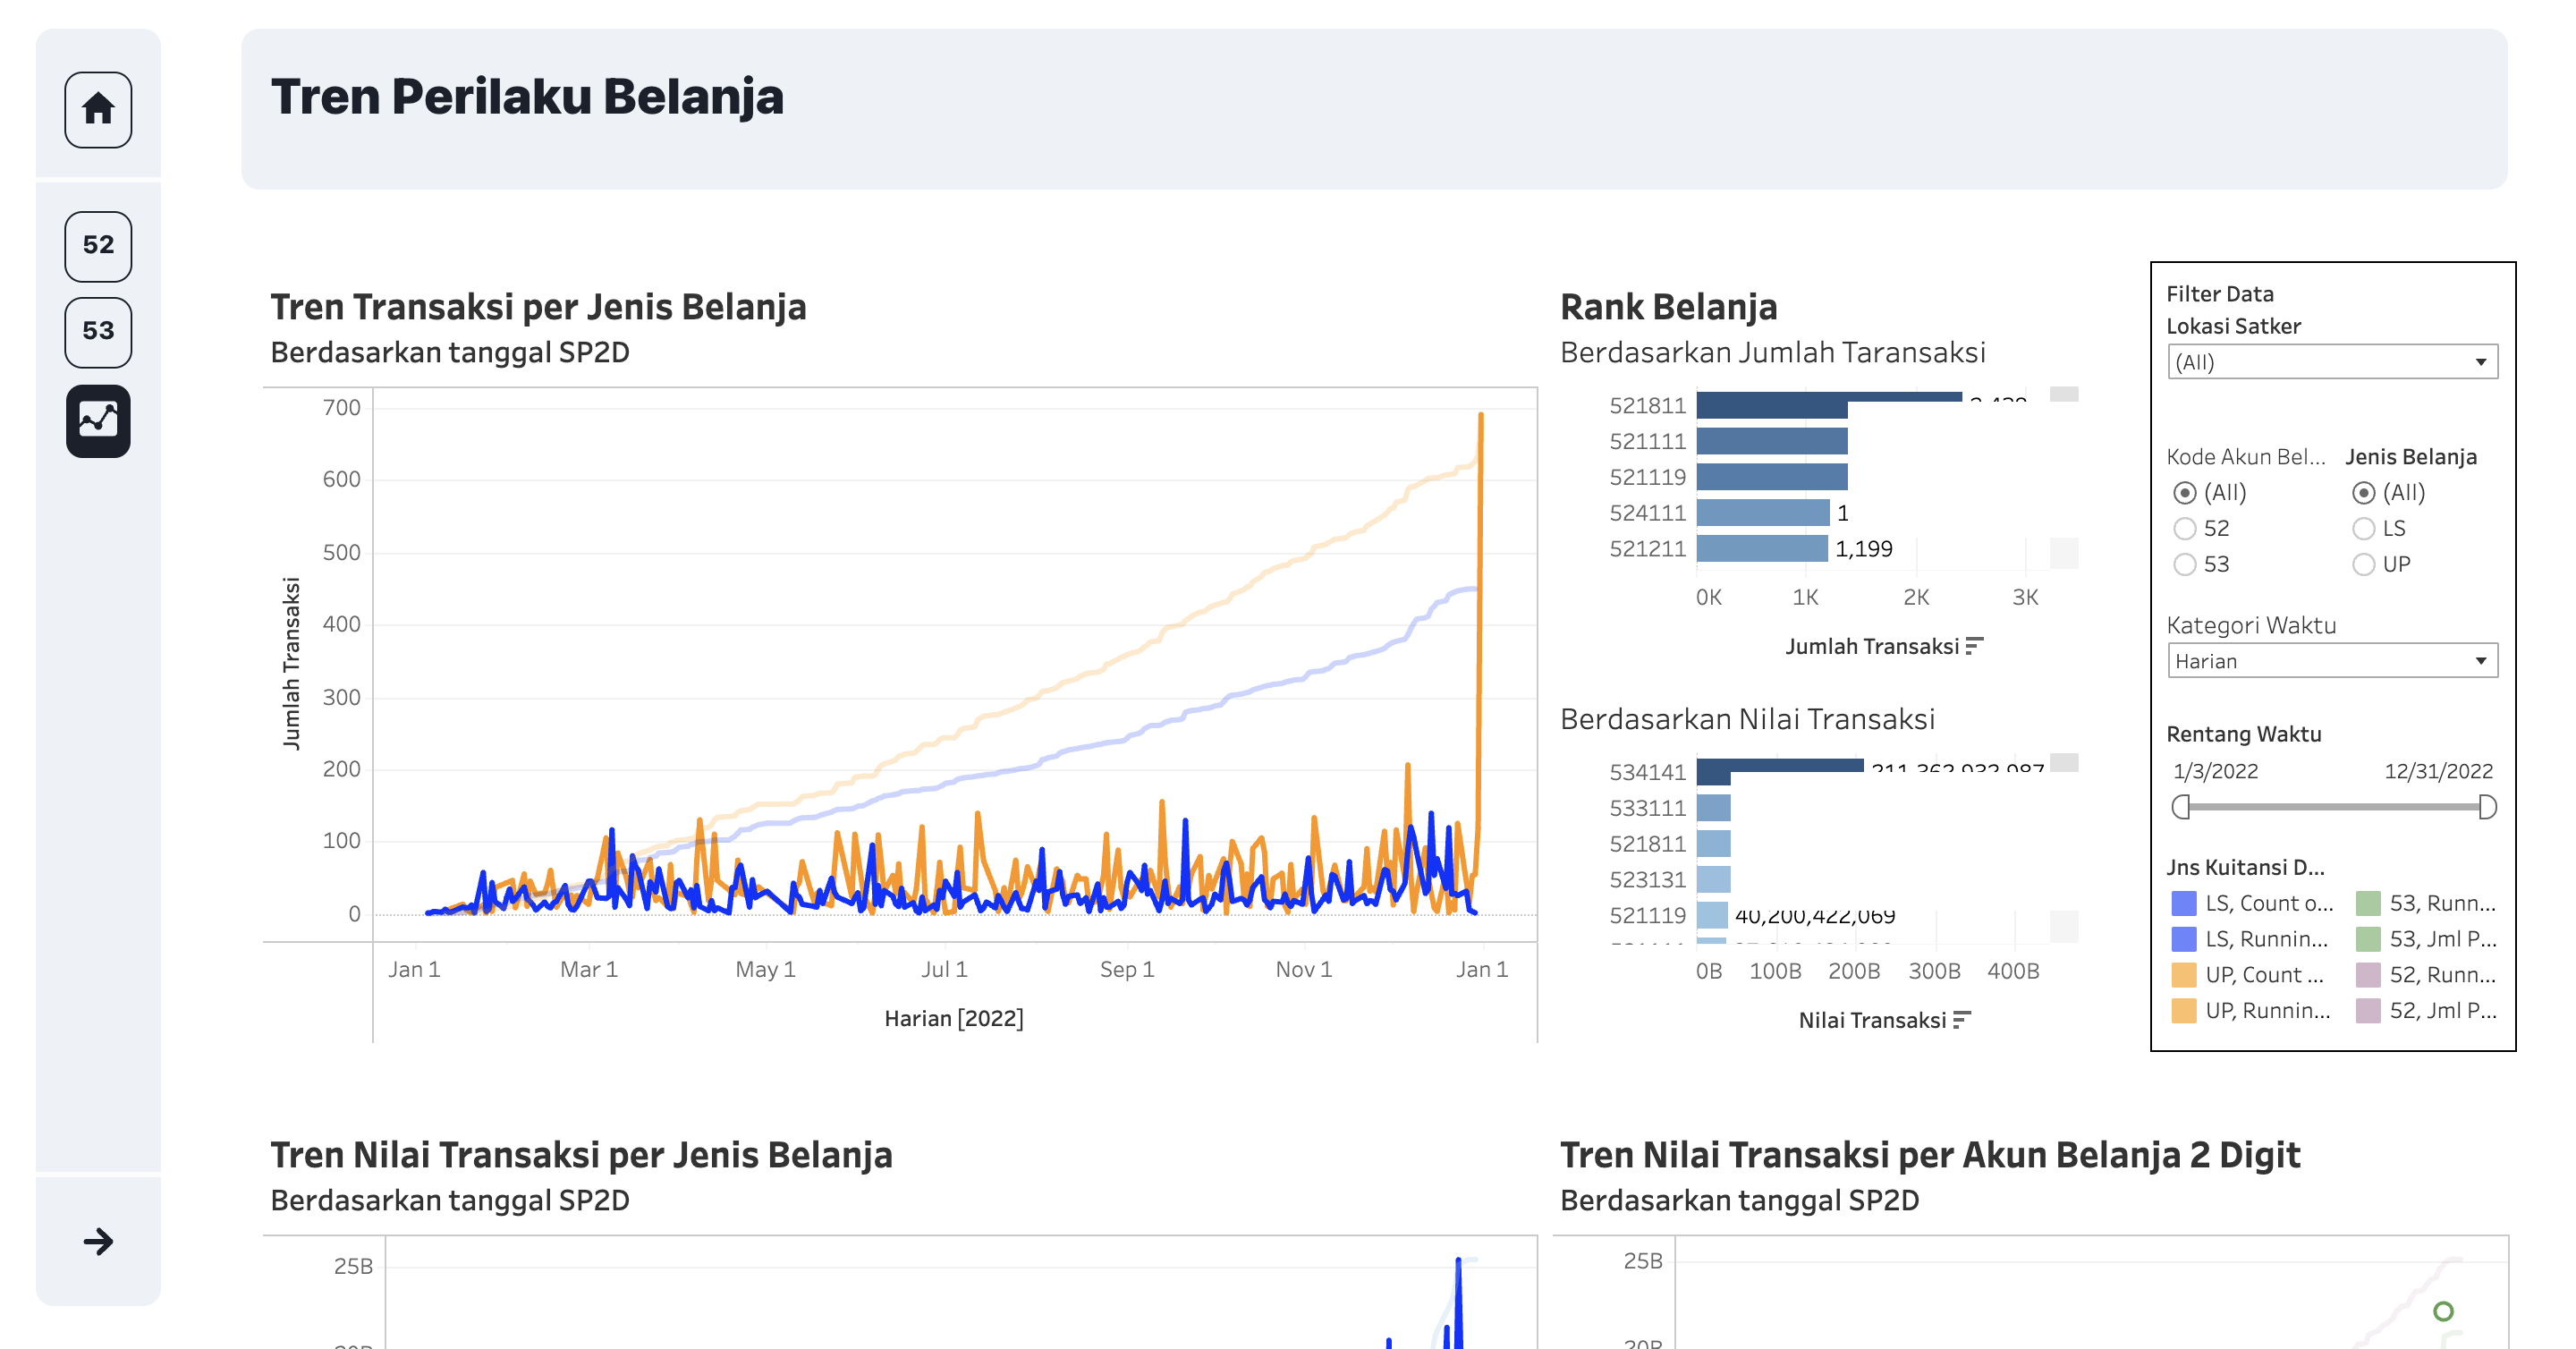 Tren Perilaku Belanja
52
53
Tren Transaksi per Jenis Belanja
Berdasarkan tanggal SP2D
700
600
500
400
300
200
100
0
Jumlah Transaksi
Jan 1
Mar 1
May 1
Jul 1
Sep 1
Nov 1
Jan 1
Harian [2022]
Rank Belanja
Berdasarkan Jumlah Taransaksi
521811
521111
521119
524111 1
521211 1,199
0K 1K 2K 3K
Jumlah Transaksi
Berdasarkan Nilai Transaksi
534141 211,362,932,987
533111
521811
523131
521119 40,200,422,069
0B 100B 200B 300B 400B
Nilai Transaksi
Filter Data
Lokasi Satker
(All)
Kode Akun Bel...
(All)
52
53
Jenis Belanja
(All)
LS
UP
Kategori Waktu
Harian
Rentang Waktu
1/3/2022 12/31/2022
Jns Kuitansi D...
LS, Count o...
LS, Runnin...
UP, Count ...
UP, Runnin...
53, Runn...
53, Jml P...
52, Runn...
52, Jml P...
Tren Nilai Transaksi per Jenis Belanja
Berdasarkan tanggal SP2D
25B
Tren Nilai Transaksi per Akun Belanja 2 Digit
Berdasarkan tanggal SP2D
25B